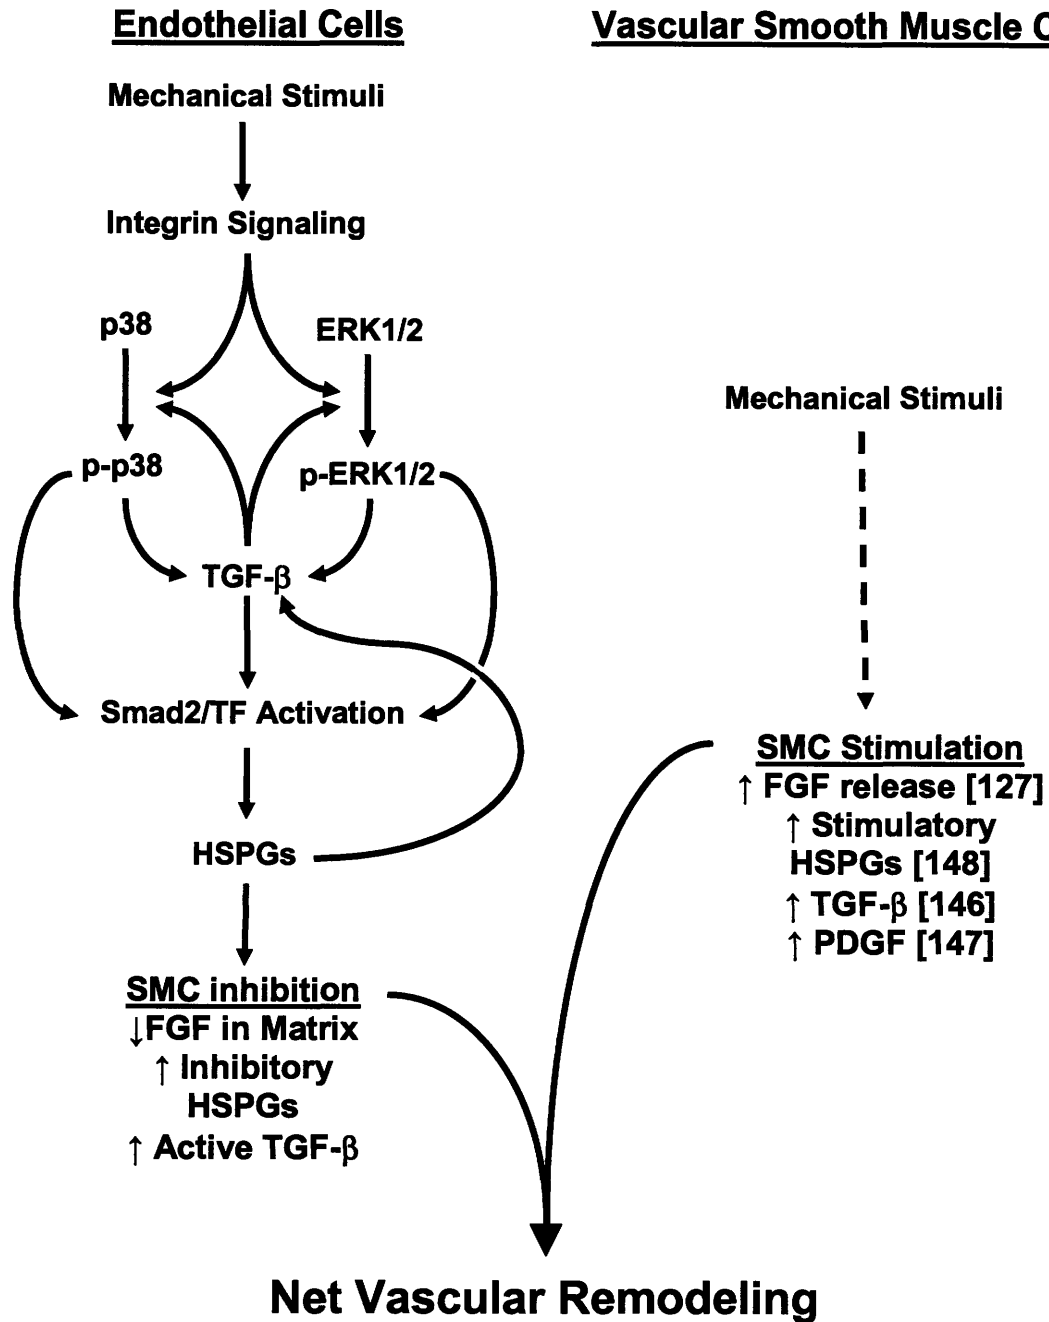 Endothelial Cells
Vascular Smooth Muscle C
Mechanical Stimuli
Integrin Signaling
p38
ERK1/2
p-p38
p-ERK1/2
TGF-β
Smad2/TF Activation
HSPGs
SMC inhibition
↓FGF in Matrix
↑ Inhibitory
HSPGs
↑ Active TGF-β
Mechanical Stimuli
SMC Stimulation
↑ FGF release [127]
↑ Stimulatory
HSPGs [148]
↑ TGF-β [146]
↑ PDGF [147]
Net Vascular Remodeling